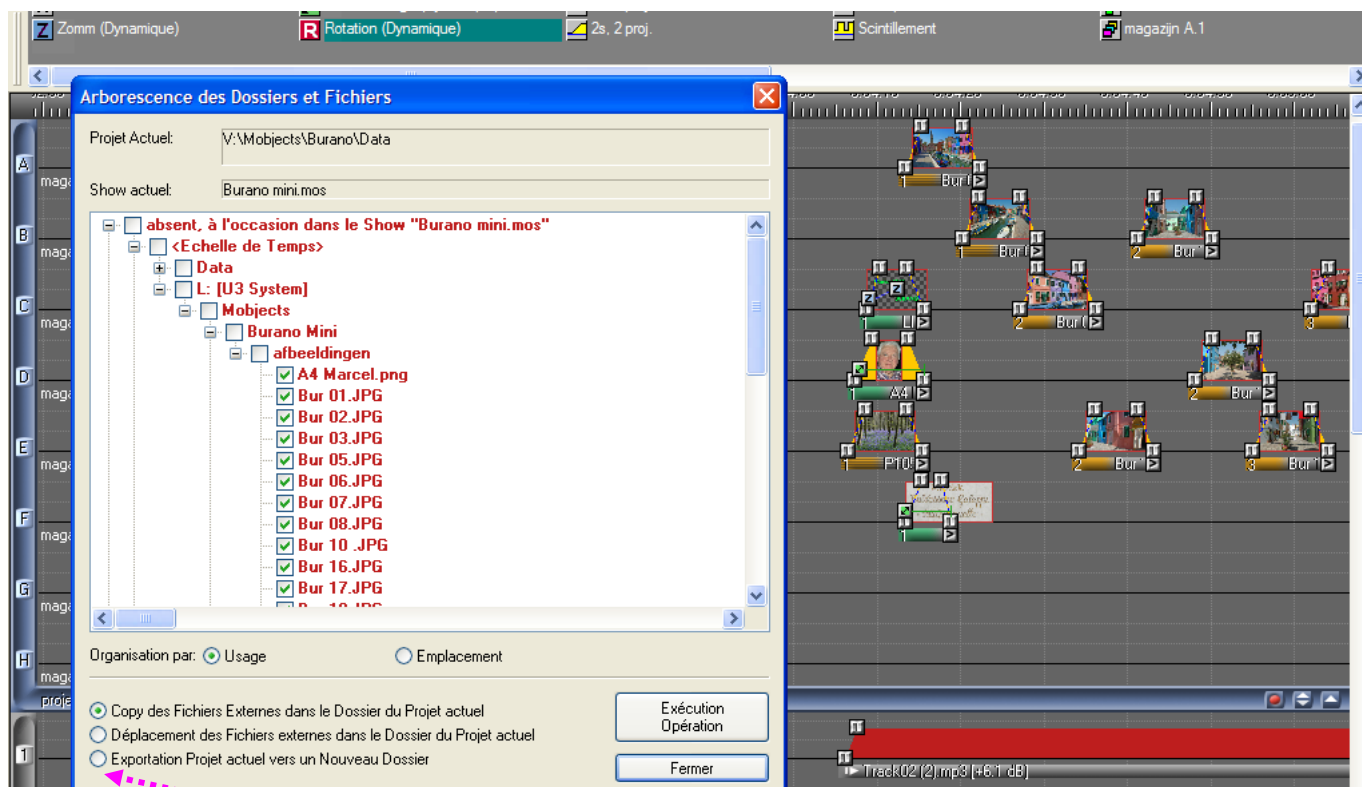 Zomm (Dynamique)
Rotation (Dynamique)
2s, 2 proj.
Scintillement
magazijn A.1
Arborescence des Dossiers et Fichiers
Projet Actuel:
V:\Mobjects\Burano\Data
Show actuel:
Burano mini.mos
absent, à l'occasion dans le Show "Burano mini.mos"
<Echelle de Temps>
Data
L: [U3 System]
Mobjects
Burano Mini
afbeeldingen
A4 Marcel.png
Bur 01.JPG
Bur 02.JPG
Bur 03.JPG
Bur 05.JPG
Bur 06.JPG
Bur 07.JPG
Bur 08.JPG
Bur 10 .JPG
Bur 16.JPG
Bur 17.JPG
Organisation par:
Usage
Emplacement
Copy des Fichiers Externes dans le Dossier du Projet actuel
Déplacement des Fichiers externes dans le Dossier du Projet actuel
Exportation Projet actuel vers un Nouveau Dossier
Exécution
Opération
Fermer
A
B
C
D
E
F
G
H
1
Track02 (2).mp3 [+6.1 dB]